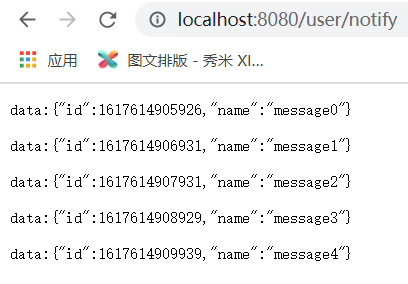 localhost:8080/user/notify
应用 图文排版 - 秀米 XI...
data:{"id":1617614905926,"name":"message0"}
data:{"id":1617614906931,"name":"message1"}
data:{"id":1617614907931,"name":"message2"}
data:{"id":1617614908929,"name":"message3"}
data:{"id":1617614909939,"name":"message4"}